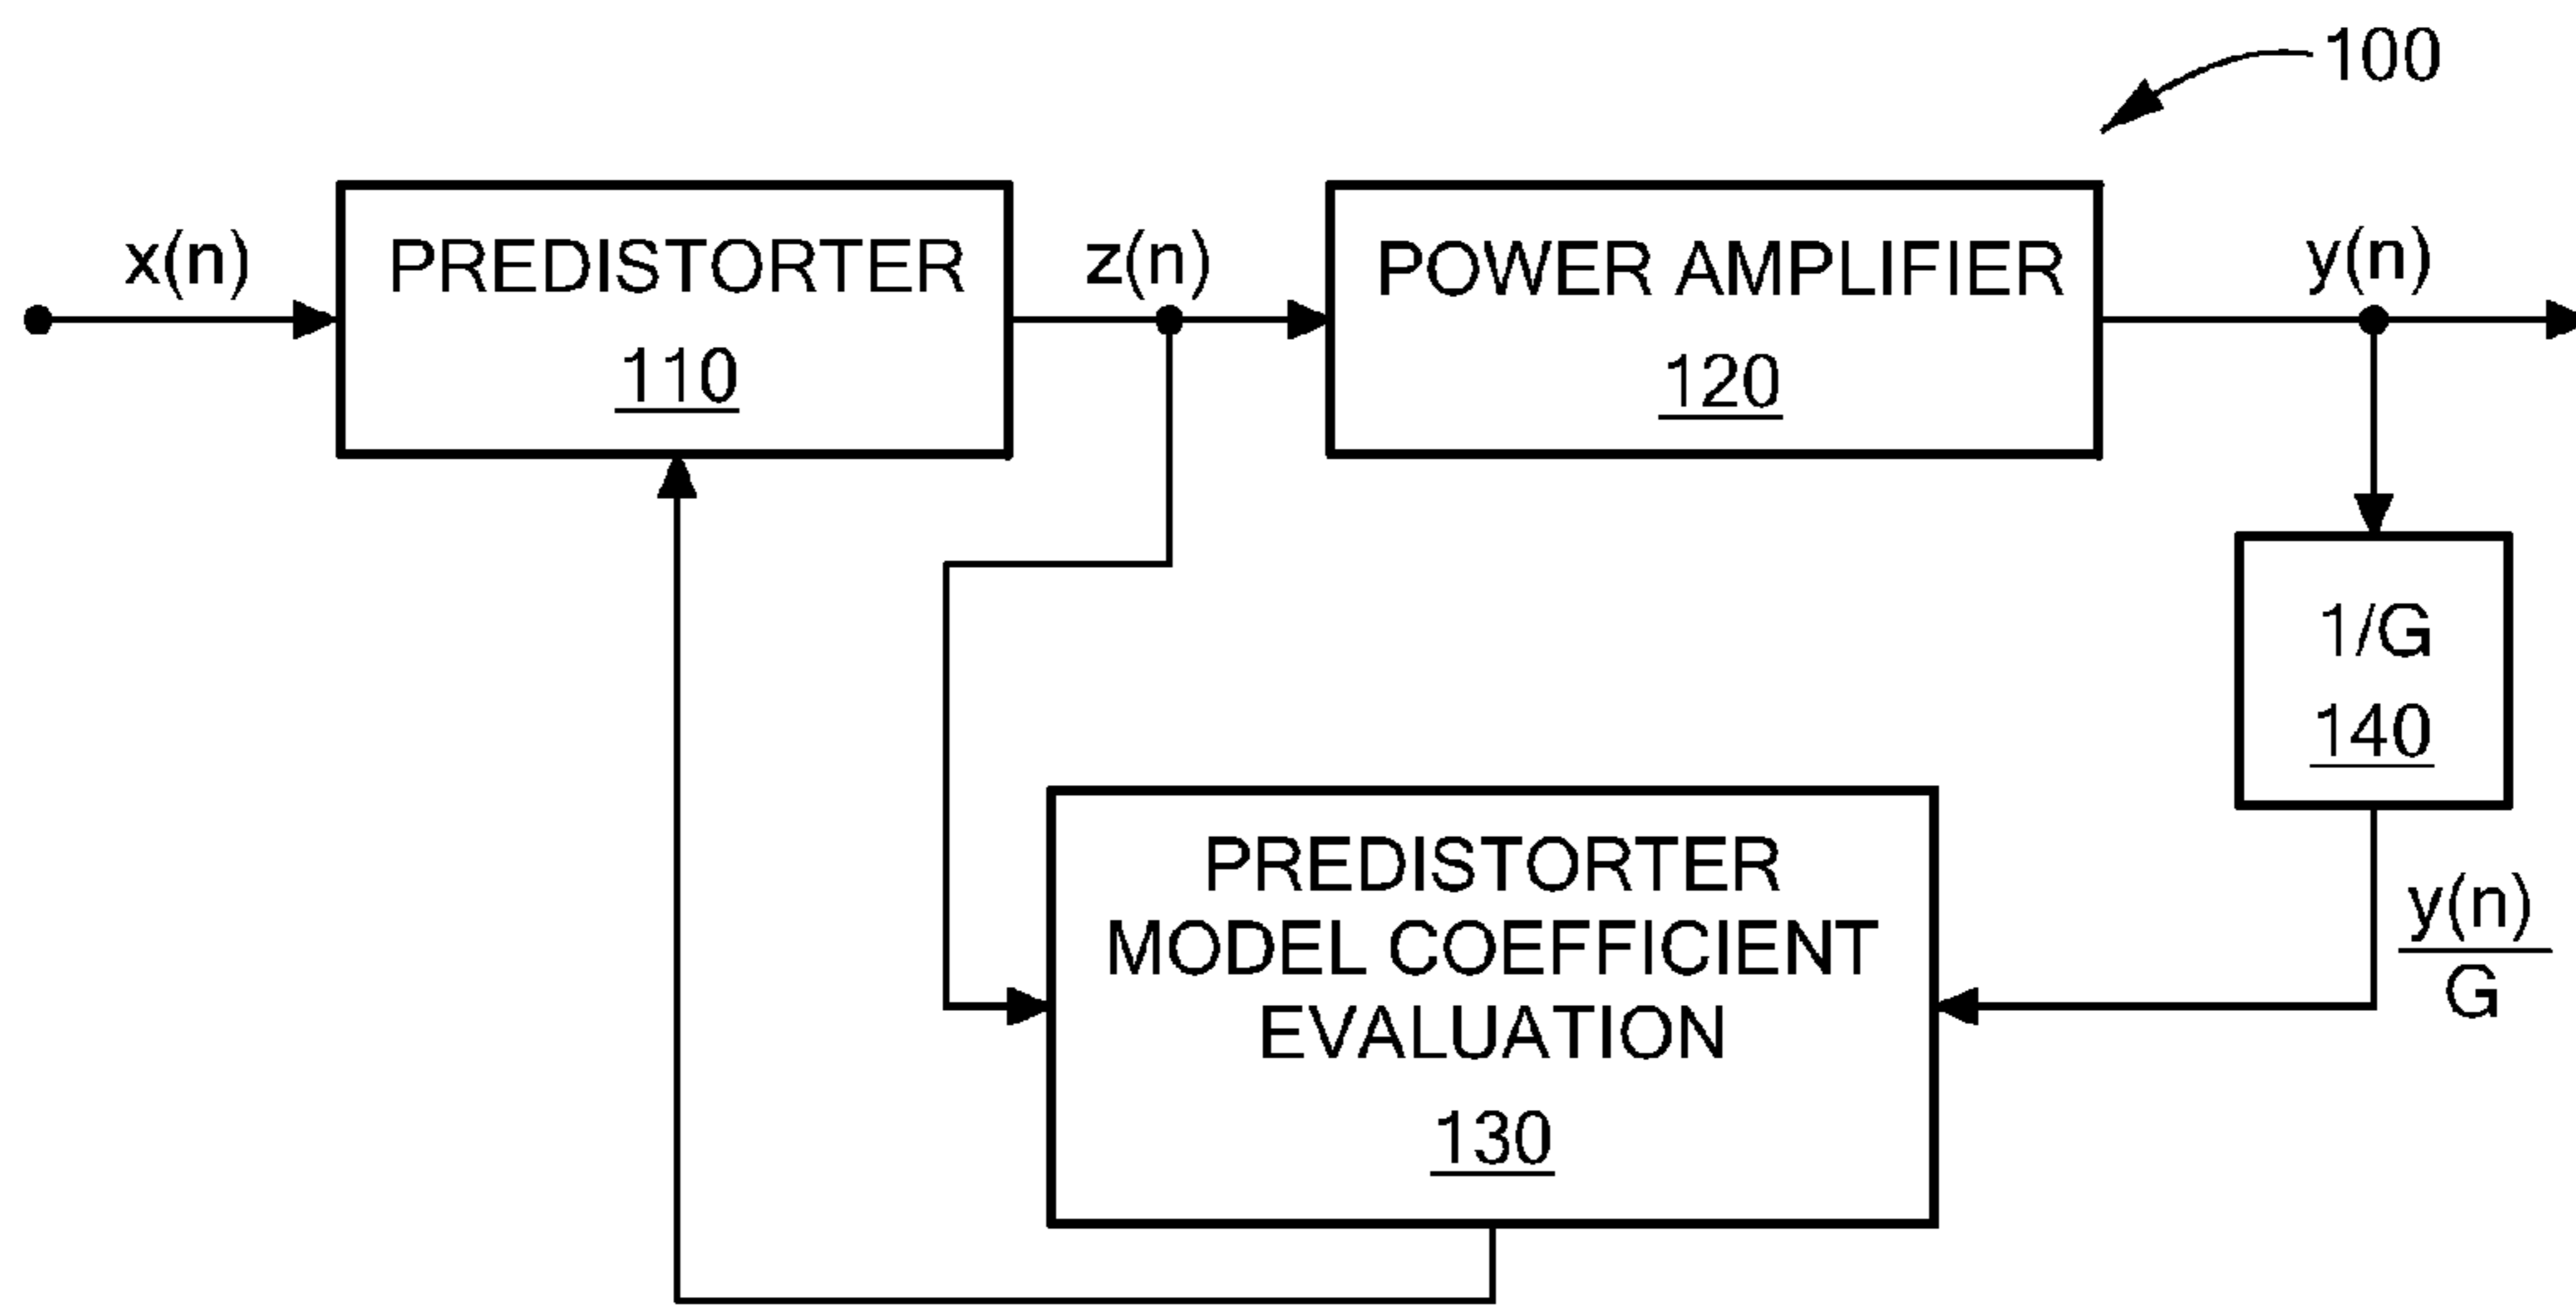 100
x(n)
PREDISTORTER
110
z(n)
POWER AMPLIFIER
120
y(n)
1/G
140
PREDISTORTER
MODEL COEFFICIENT
EVALUATION
130
y(n)
G